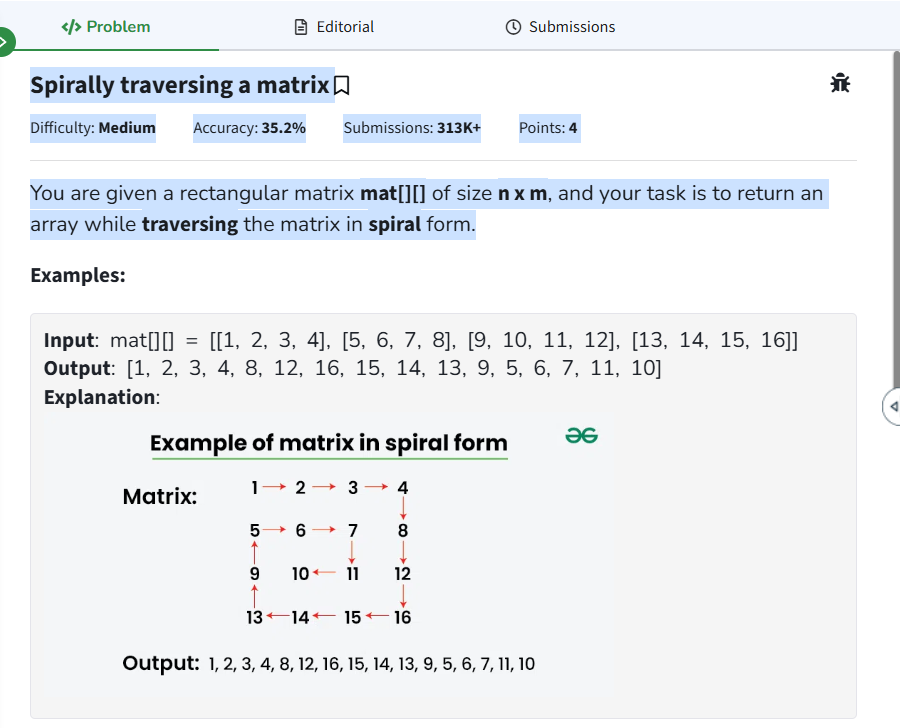 </> Problem
Editorial
Submissions
Spirally traversing a matrix
Difficulty: Medium Accuracy: 35.2% Submissions: 313K+ Points: 4
You are given a rectangular matrix mat[][] of size n x m, and your task is to return an
array while traversing the matrix in spiral form.
Examples:
Input: mat[][] = [[1, 2, 3, 4], [5, 6, 7, 8], [9, 10, 11, 12], [13, 14, 15, 16]]
Output: [1, 2, 3, 4, 8, 12, 16, 15, 14, 13, 9, 5, 6, 7, 11, 10]
Explanation:
Example of matrix in spiral form
Matrix:
1 2 3 4
5 6 7 8
9 10 11 12
13 14 15 16
Output: 1, 2, 3, 4, 8, 12, 16, 15, 14, 13, 9, 5, 6, 7, 11, 10